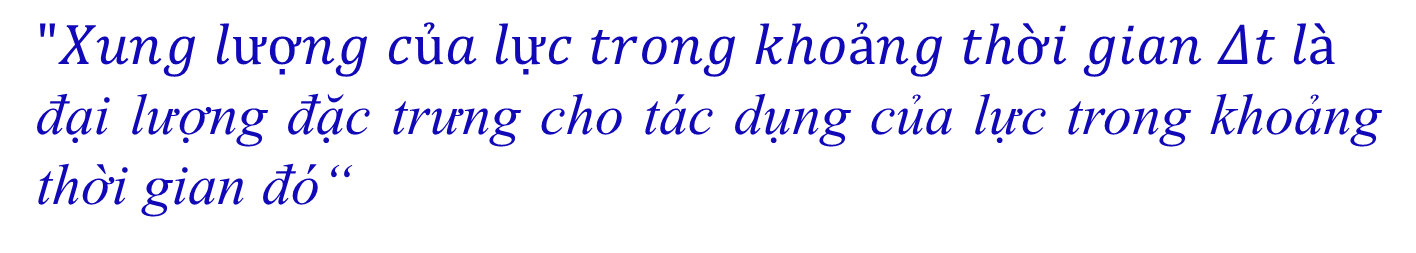 "Xung lượng của lực trong khoảng thời gian Δt là
đại lượng đặc trưng cho tác dụng của lực trong khoảng
thời gian đó“